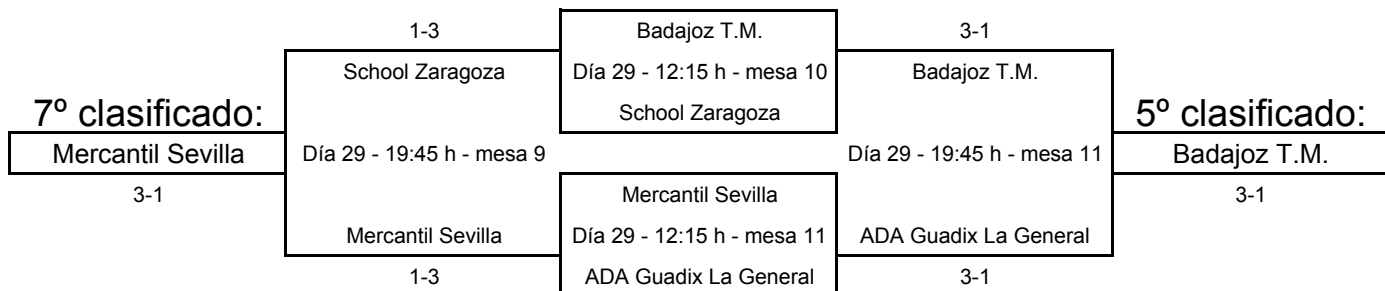 1-3 Badajoz T.M. 3-1
School Zaragoza Día 29 - 12:15 h - mesa 10 Badajoz T.M.
7º clasificado: School Zaragoza 5º clasificado:
Mercantil Sevilla Día 29 - 19:45 h - mesa 9 Día 29 - 19:45 h - mesa 11 Badajoz T.M.
3-1 Mercantil Sevilla 3-1
Mercantil Sevilla Día 29 - 12:15 h - mesa 11 ADA Guadix La General
1-3 ADA Guadix La General 3-1